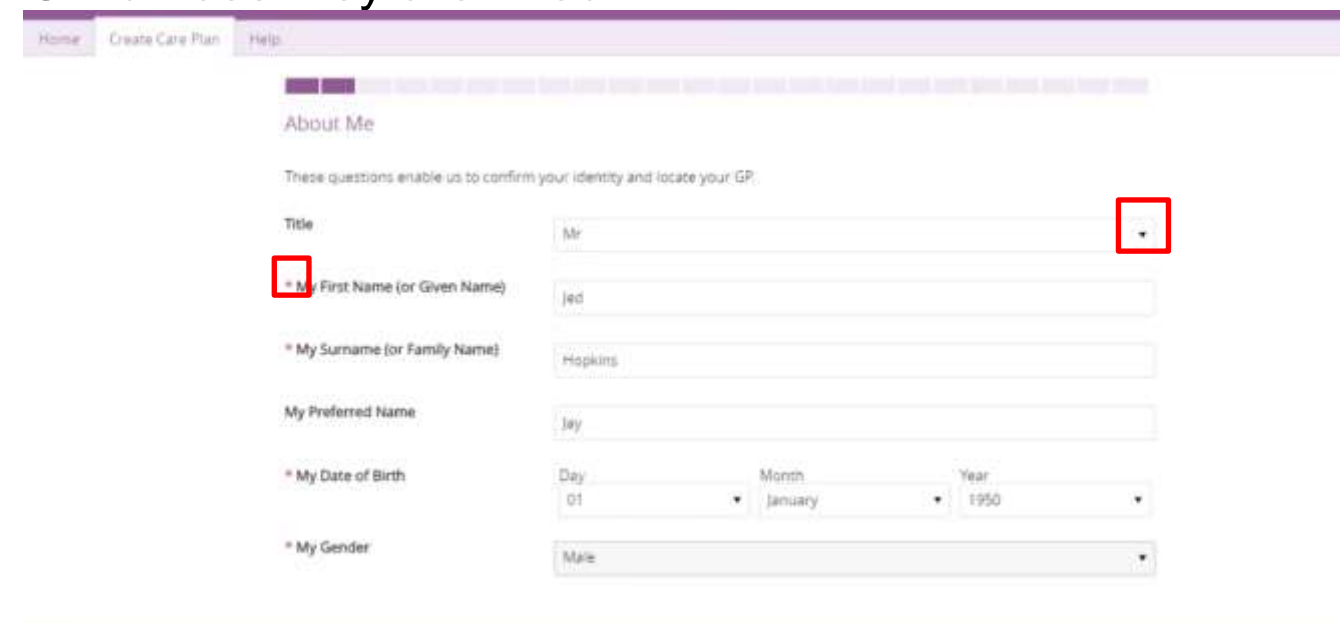 Home Create Care Plan Help
About Me
These questions enable us to confirm your identity and locate your GP.
Title Mr
* My First Name (or Given Name) Jed
* My Surname (or Family Name) Hopkins
My Preferred Name Jay
* My Date of Birth Day Month Year
01 January 1950
* My Gender Male